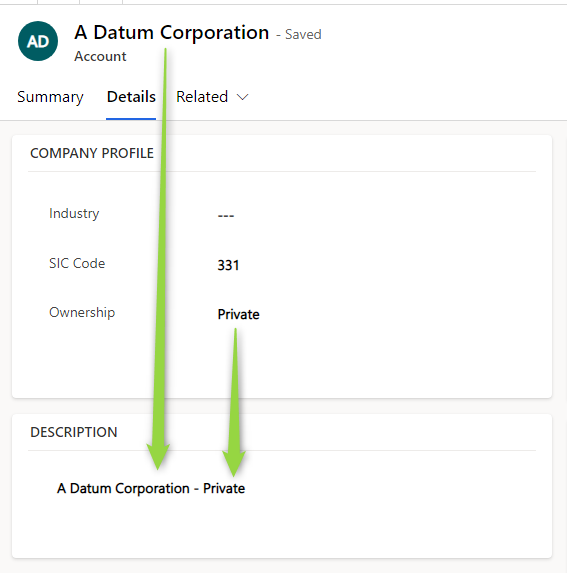 AD
A Datum Corporation - Saved
Account
Summary Details Related
COMPANY PROFILE
Industry ---
SIC Code 331
Ownership Private
DESCRIPTION
A Datum Corporation - Private